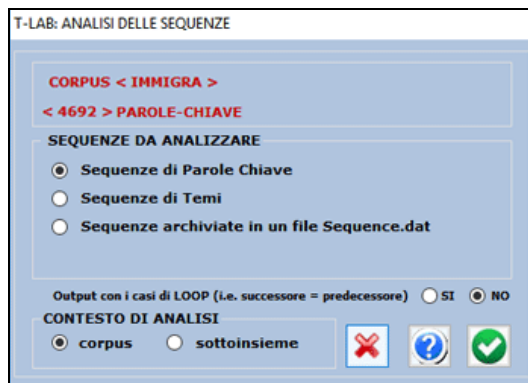 T-LAB: ANALISI DELLE SEQUENZE
CORPUS < IMMIGRA >
< 4692 > PAROLE-CHIAVE
SEQUENZE DA ANALIZZARE
Sequenze di Parole Chiave
Sequenze di Temi
Sequenze archiviate in un file Sequence.dat
Output con i casi di LOOP (i.e. successore = predecessore) SI NO
CONTESTO DI ANALISI
corpus sottoinsieme ?